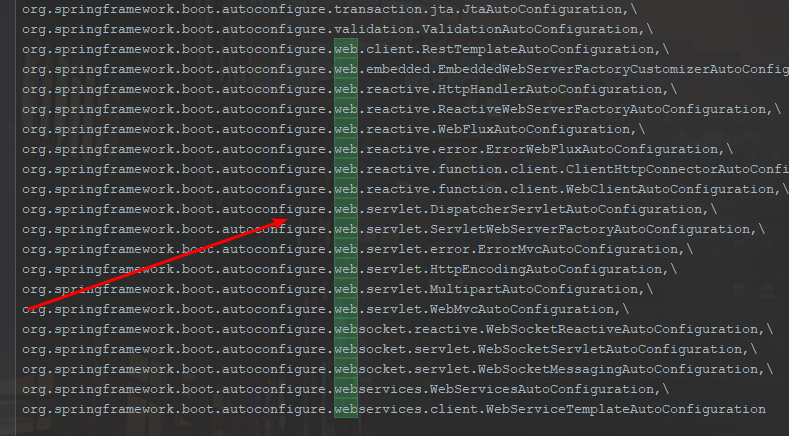 org.springframework.boot.autoconfigure.transaction.jta.JtaAutoConfiguration,\
org.springframework.boot.autoconfigure.validation.ValidationAutoConfiguration,\
org.springframework.boot.autoconfigure.web.client.RestTemplateAutoConfiguration,\
org.springframework.boot.autoconfigure.web.embedded.EmbeddedWebServerFactoryCustomizerAutoConfig
org.springframework.boot.autoconfigure.web.reactive.HttpHandlerAutoConfiguration,\
org.springframework.boot.autoconfigure.web.reactive.ReactiveWebServerFactoryAutoConfiguration,\
org.springframework.boot.autoconfigure.web.reactive.WebFluxAutoConfiguration,\
org.springframework.boot.autoconfigure.web.reactive.error.ErrorWebFluxAutoConfiguration,\
org.springframework.boot.autoconfigure.web.reactive.function.client.ClientHttpConnectorAutoConfi
org.springframework.boot.autoconfigure.web.reactive.function.client.WebClientAutoConfiguration,\
org.springframework.boot.autoconfigure.web.servlet.DispatcherServletAutoConfiguration,\
org.springframework.boot.autoconfigure.web.servlet.ServletWebServerFactoryAutoConfiguration,\
org.springframework.boot.autoconfigure.web.servlet.error.ErrorMvcAutoConfiguration,\
org.springframework.boot.autoconfigure.web.servlet.HttpEncodingAutoConfiguration,\
org.springframework.boot.autoconfigure.web.servlet.MultipartAutoConfiguration,\
org.springframework.boot.autoconfigure.web.servlet.WebMvcAutoConfiguration,\
org.springframework.boot.autoconfigure.websocket.reactive.WebSocketReactiveAutoConfiguration,\
org.springframework.boot.autoconfigure.websocket.servlet.WebSocketServletAutoConfiguration,\
org.springframework.boot.autoconfigure.websocket.servlet.WebSocketMessagingAutoConfiguration,\
org.springframework.boot.autoconfigure.webservices.WebServicesAutoConfiguration,\
org.springframework.boot.autoconfigure.webservices.client.WebServiceTemplateAutoConfiguration